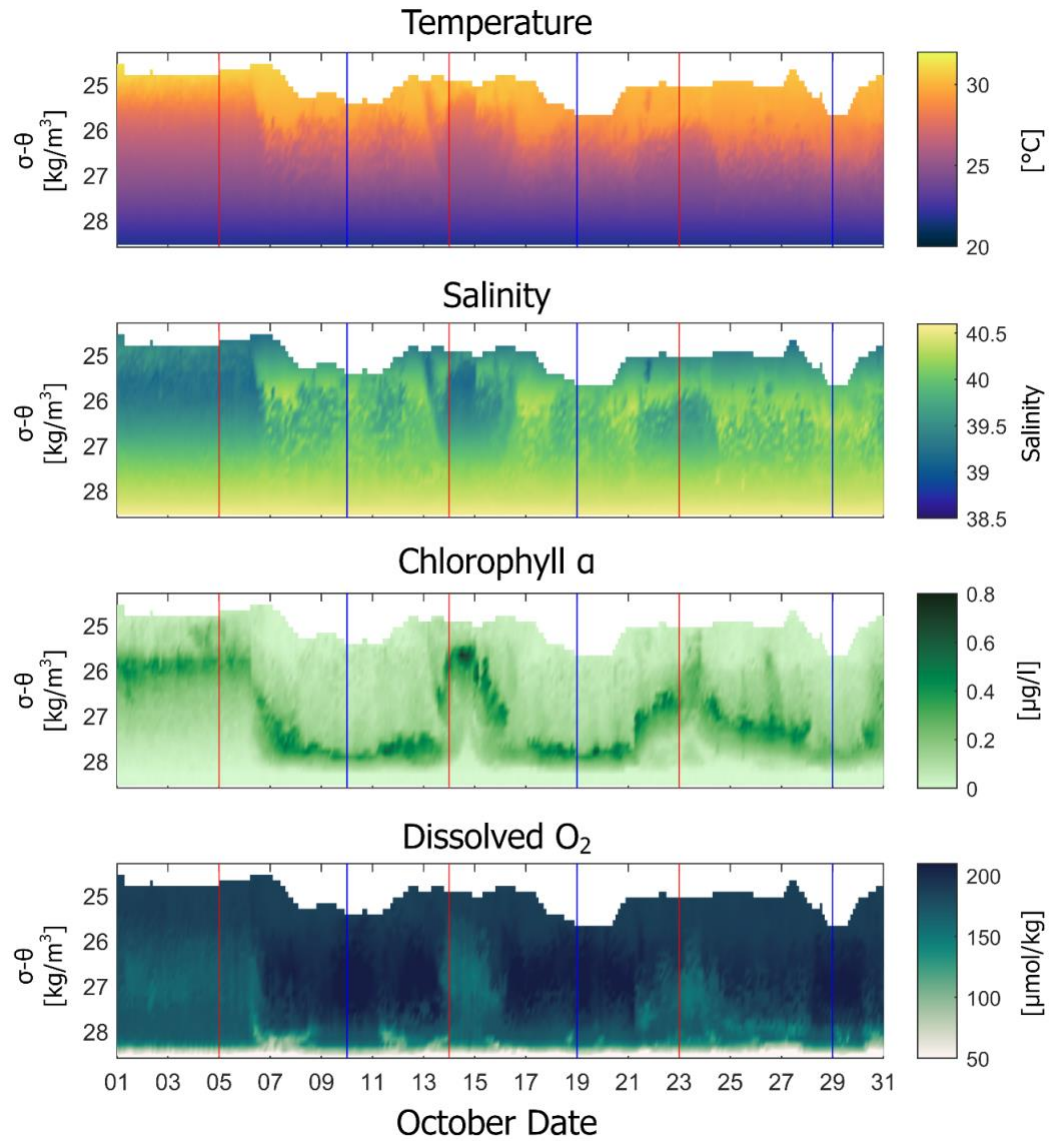 Temperature
σ-θ
[kg/m³]
25
26
27
28
30
25
20
[°C]
Salinity
σ-θ
[kg/m³]
25
26
27
28
40.5
40
39.5
39
38.5
Salinity
Chlorophyll ɑ
σ-θ
[kg/m³]
25
26
27
28
0.8
0.6
0.4
0.2
0
[µg/l]
Dissolved O₂
σ-θ
[kg/m³]
25
26
27
28
200
150
100
50
[µmol/kg]
01 03 05 07 09 11 13 15 17 19 21 23 25 27 29 31
October Date